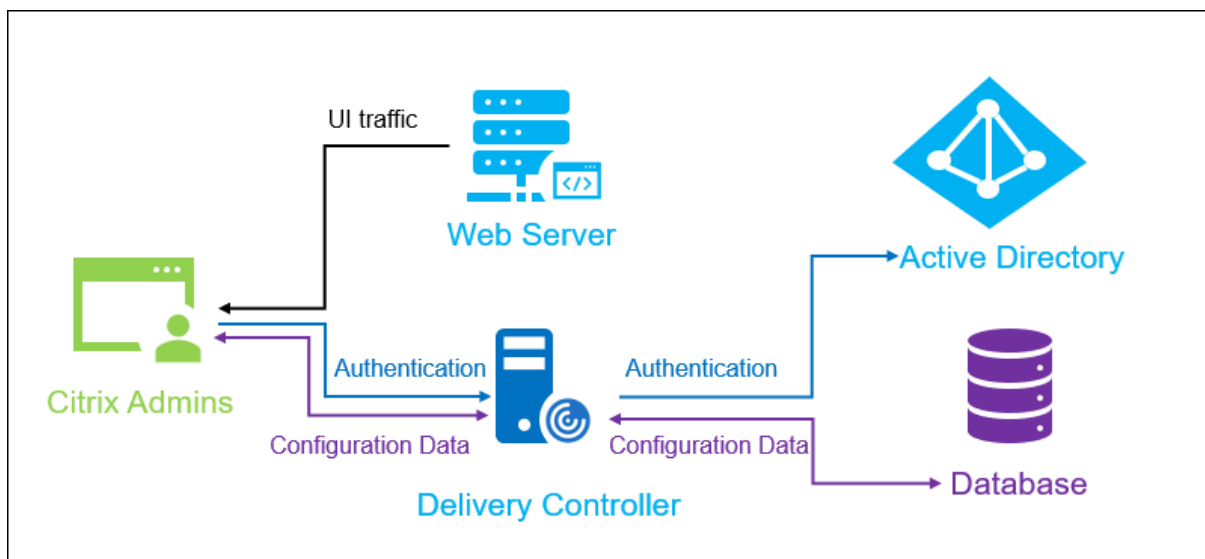 UI traffic
</>
Web Server
Active Directory
Citrix Admins
Authentication
Authentication
Configuration Data
Configuration Data
Delivery Controller
Database